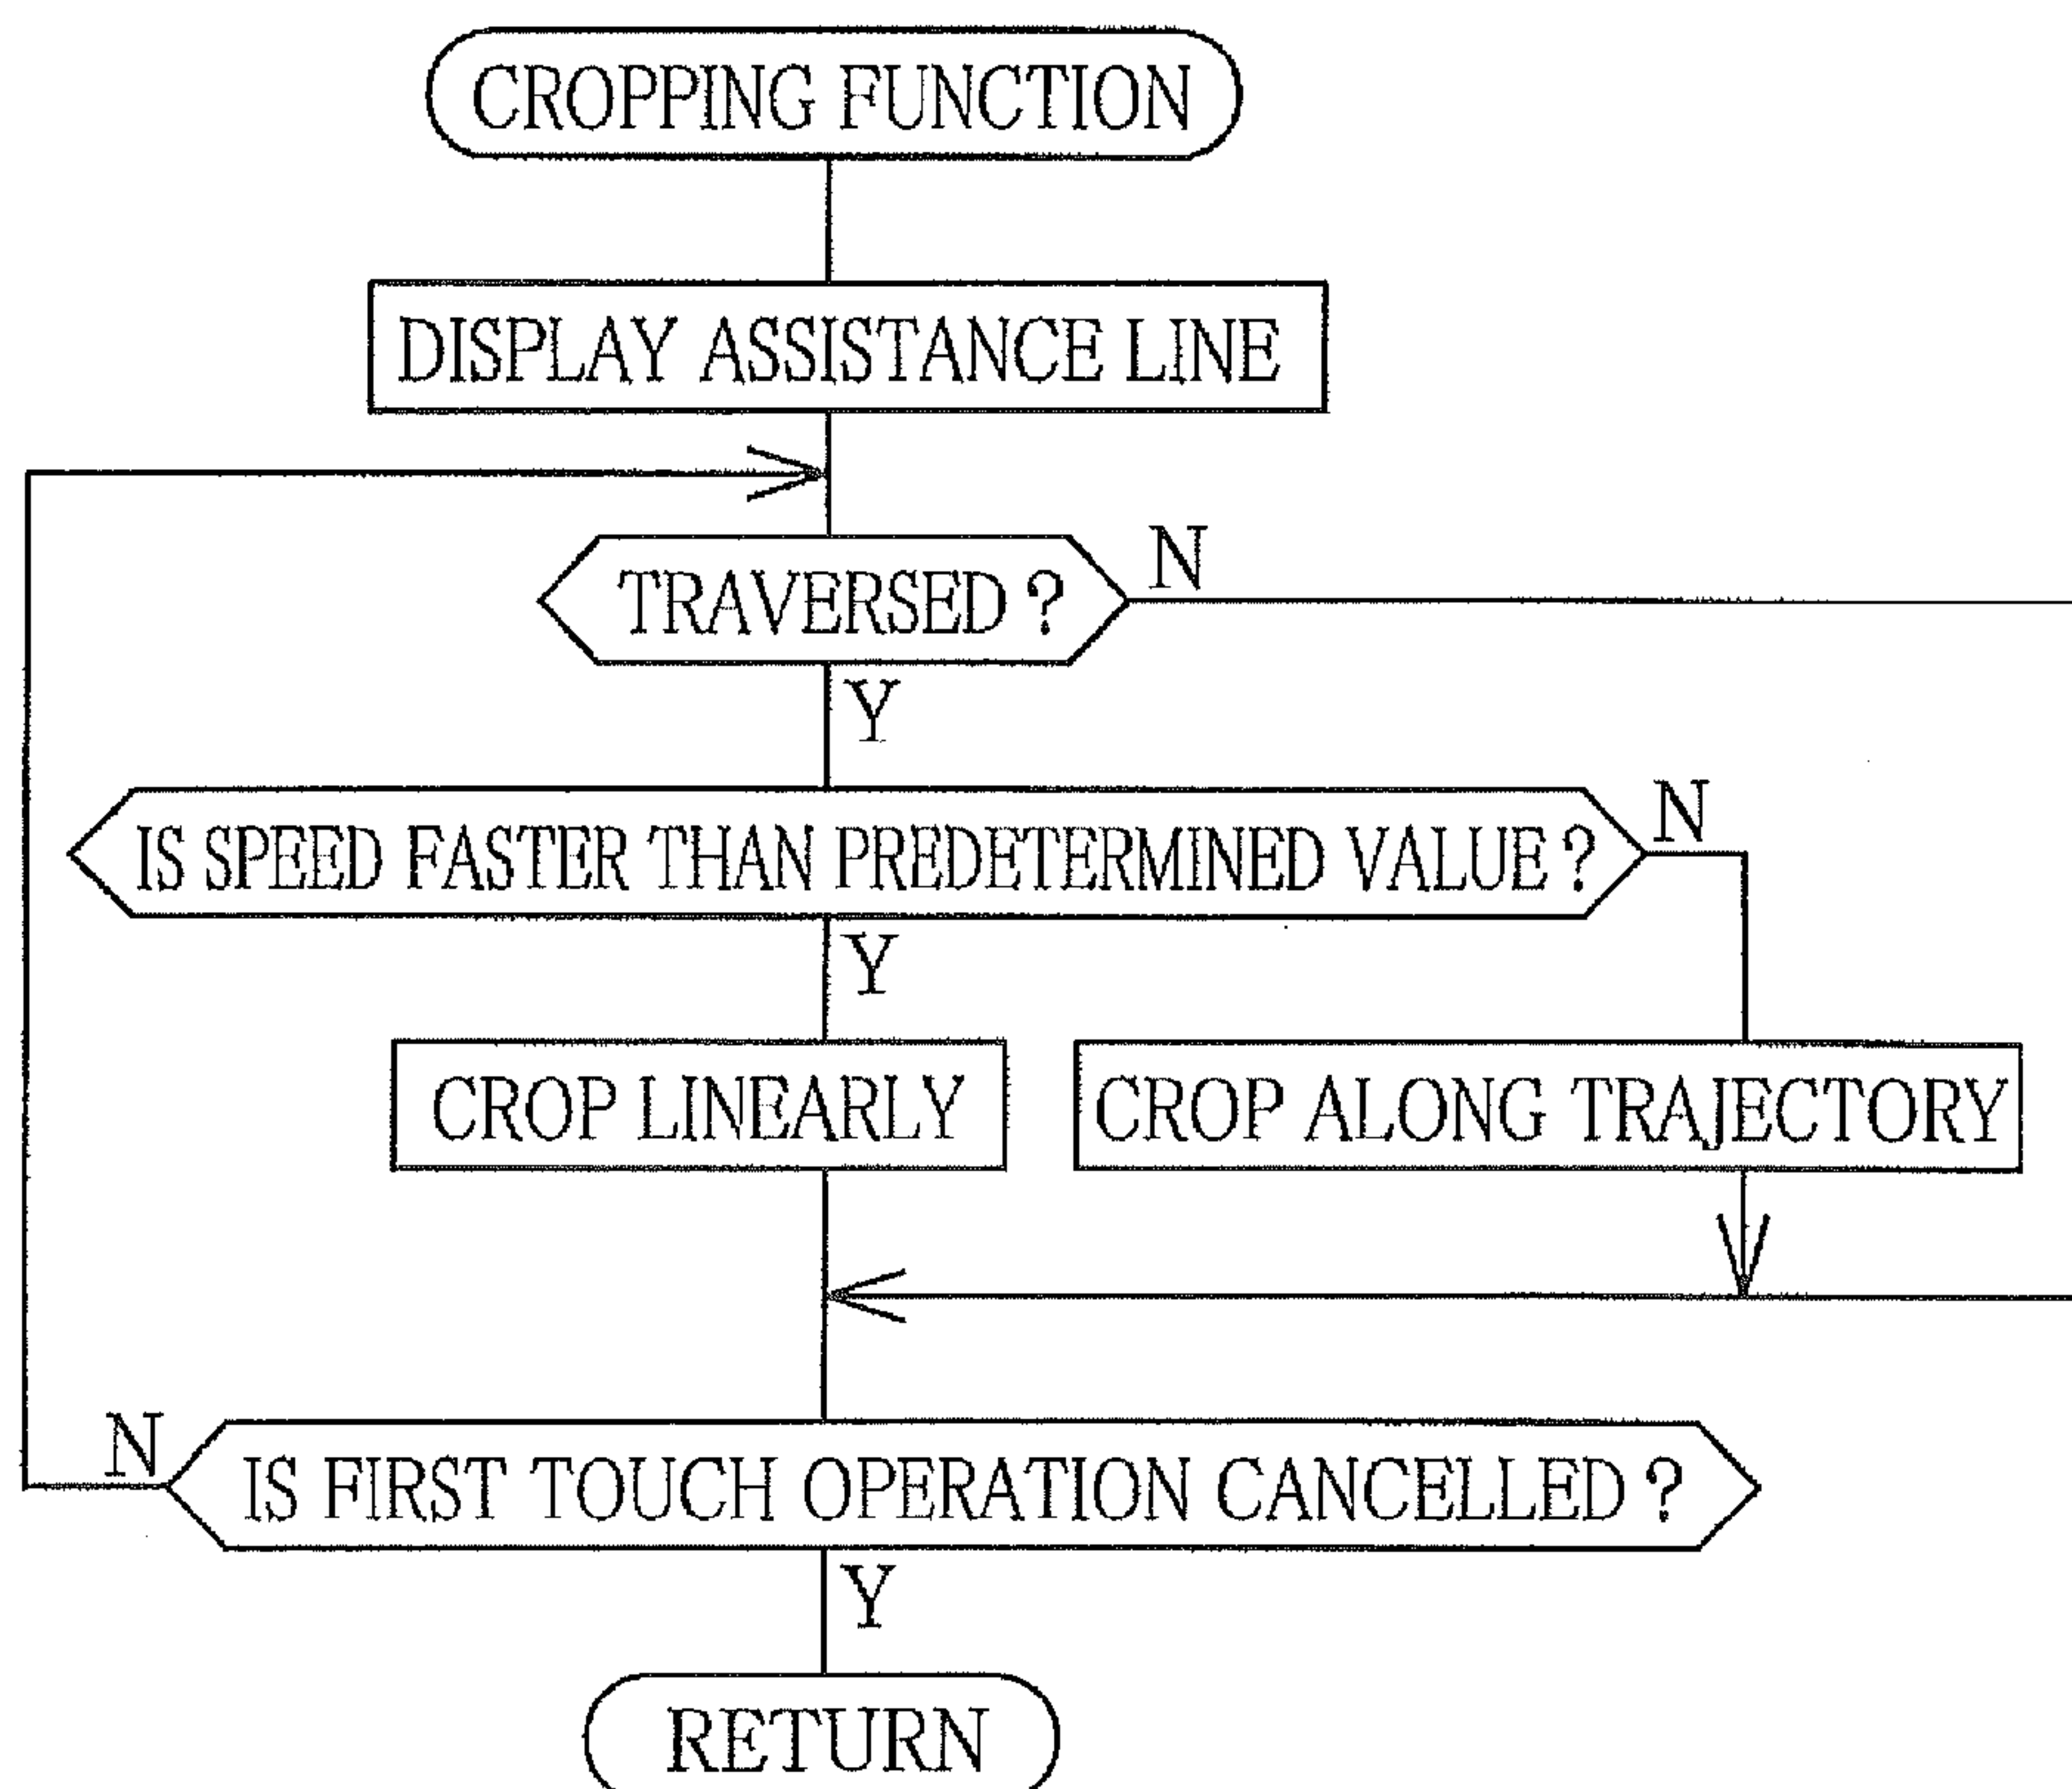 CROPPING FUNCTION
DISPLAY ASSISTANCE LINE
TRAVERSED ?
N
Y
IS SPEED FASTER THAN PREDETERMINED VALUE ?
N
Y
CROP LINEARLY
CROP ALONG TRAJECTORY
N
IS FIRST TOUCH OPERATION CANCELLED ?
Y
RETURN